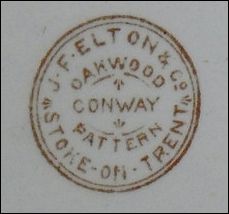 J. F. ELTON & Co
OAKWOOD
CONWAY
PATTERN
STOKE-ON-TRENT